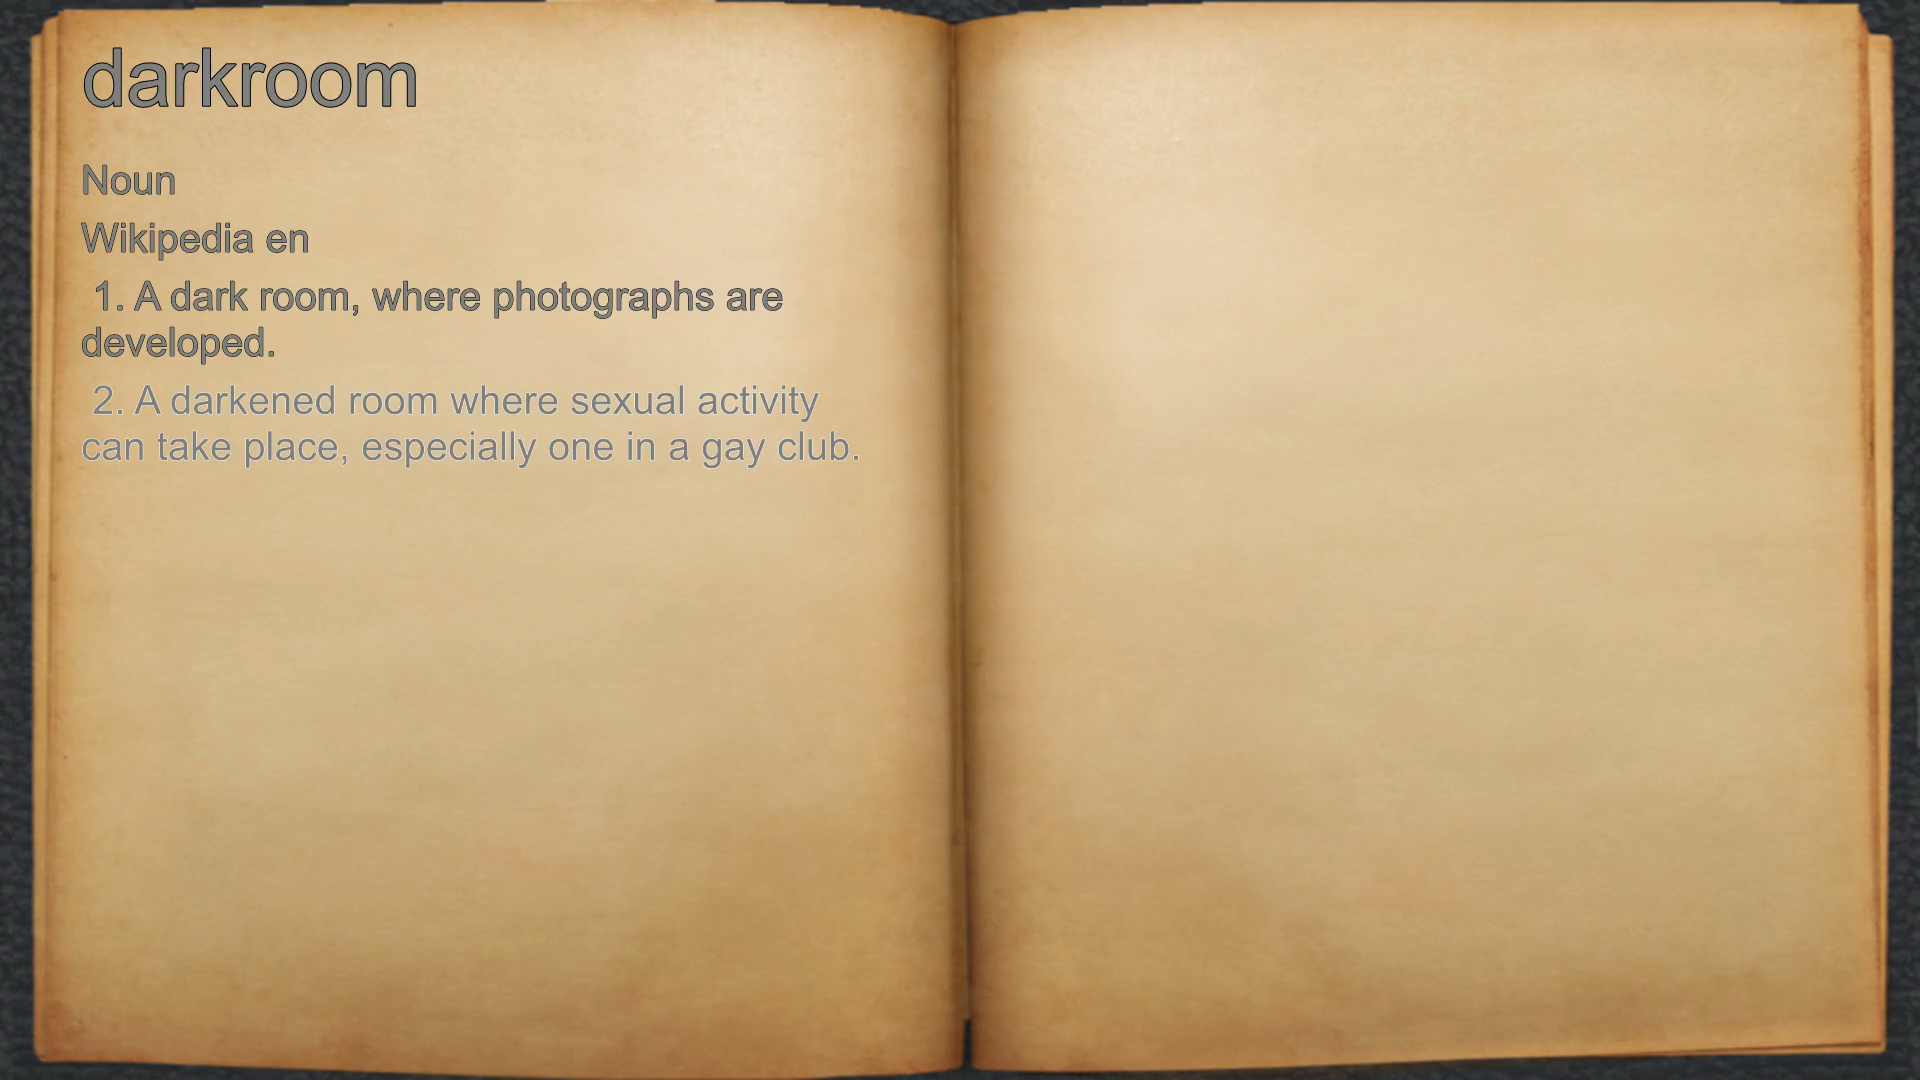 darkroom
Noun
Wikipedia en
1. A dark room, where photographs are
developed.
2. A darkened room where sexual activity
can take place, especially one in a gay club.